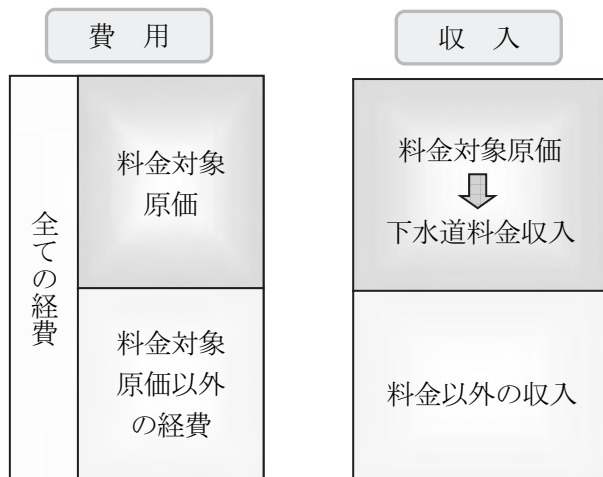 費 用
収 入
全ての経費
料金対象
原価
料金対象
原価以外
の経費
料金対象原価
下水道料金収入
料金以外の収入